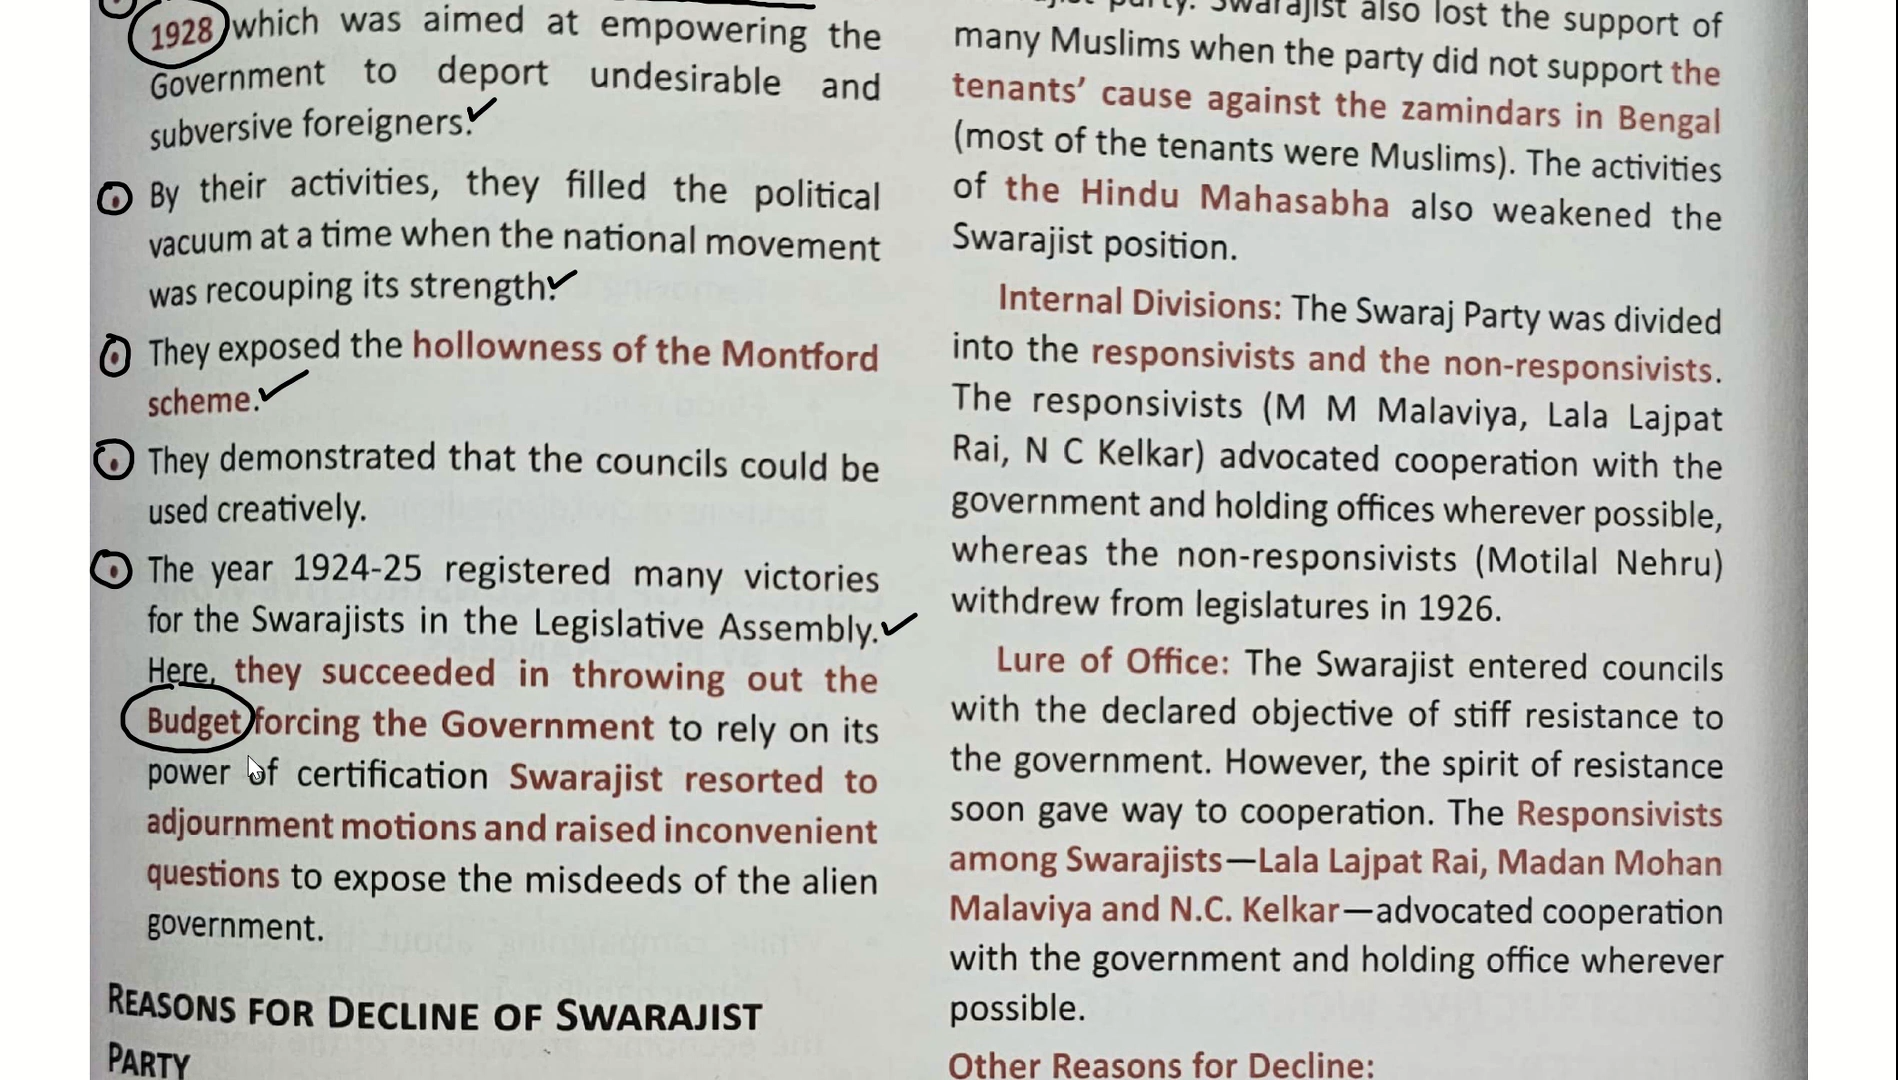 1928 which was aimed at empowering the
Government to deport undesirable and
subversive foreigners.
By their activities, they filled the political
vacuum at a time when the national movement
was recouping its strength.
They exposed the hollowness of the Montford
scheme.
They demonstrated that the councils could be
used creatively.
The year 1924-25 registered many victories
for the Swarajists in the Legislative Assembly.
Here, they succeeded in throwing out the
Budget forcing the Government to rely on its
power of certification Swarajist resorted to
adjournment motions and raised inconvenient
questions to expose the misdeeds of the alien
government.
REASONS FOR DECLINE OF SWARAJIST
PARTY
party. Swarajist also lost the support of
many Muslims when the party did not support the
tenants' cause against the zamindars in Bengal
(most of the tenants were Muslims). The activities
of the Hindu Mahasabha also weakened the
Swarajist position.
Internal Divisions: The Swaraj Party was divided
into the responsivists and the non-responsivists.
The responsivists (M M Malaviya, Lala Lajpat
Rai, N C Kelkar) advocated cooperation with the
government and holding offices wherever possible,
whereas the non-responsivists (Motilal Nehru)
withdrew from legislatures in 1926.
Lure of Office: The Swarajist entered councils
with the declared objective of stiff resistance to
the government. However, the spirit of resistance
soon gave way to cooperation. The Responsivists
among Swarajists—Lala Lajpat Rai, Madan Mohan
Malaviya and N.C. Kelkar—advocated cooperation
with the government and holding office wherever
possible.
Other Reasons for Decline: